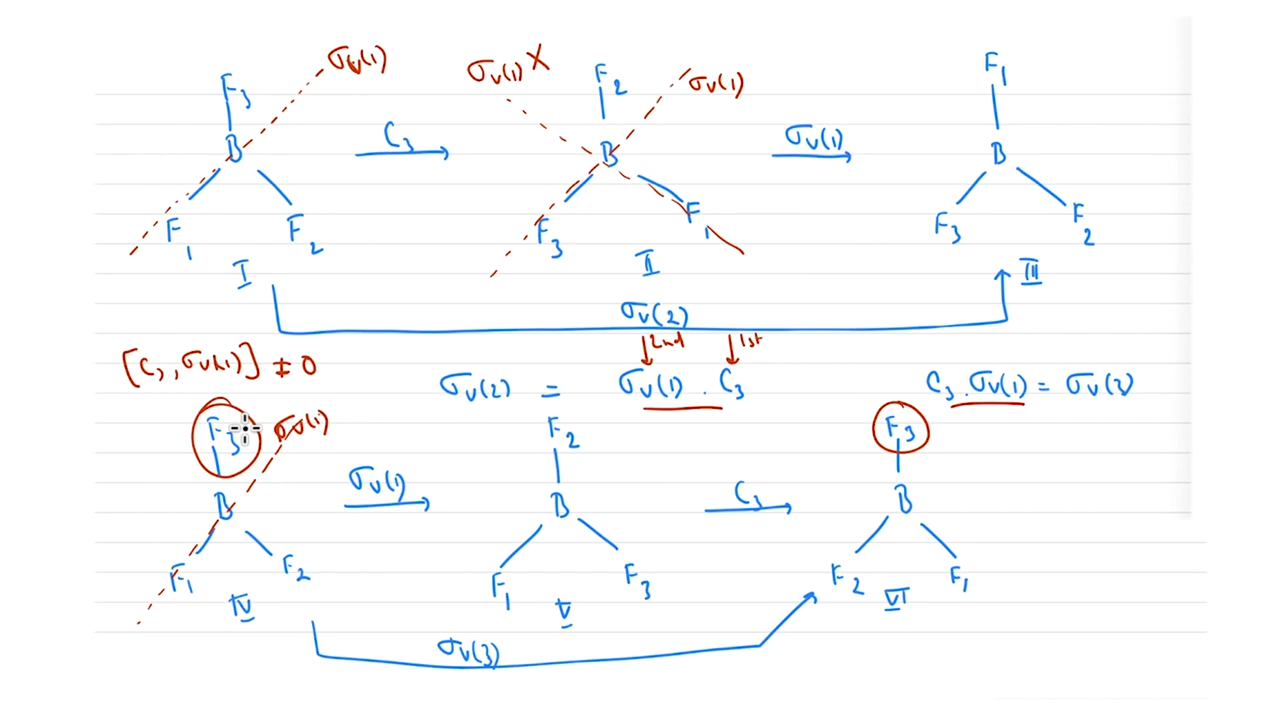 σv(1) σv(1) X σv(1)
F3 F2 F1
C3 σv(1)
B B B
F1 F2 F3 F1 F3 F2
I II III
σv(2)
2nd 1st
[C3, σv(1)] ≠ 0
σv(2) = σv(1) . C3 C3 . σv(1) = σv(3)
F3 σv(1) F2 F3
σv(1) C3
B B B
F1 F2 F1 F3 F2 F1
IV V VI
σv(3)